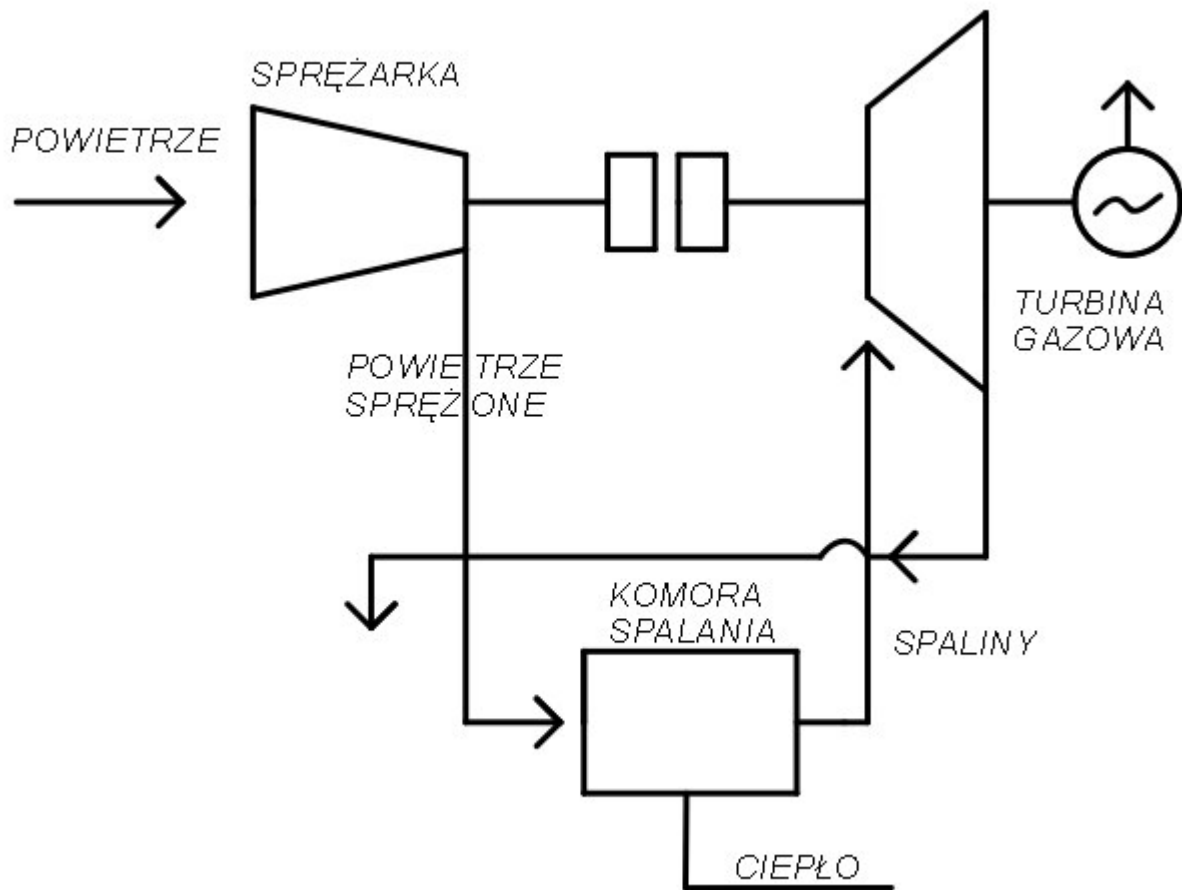 SPRĘŻARKA
POWIETRZE
TURBINA
GAZOWA
POWIETRZE
SPRĘŻONE
KOMORA
SPALANIA
SPALINY
CIEPŁO